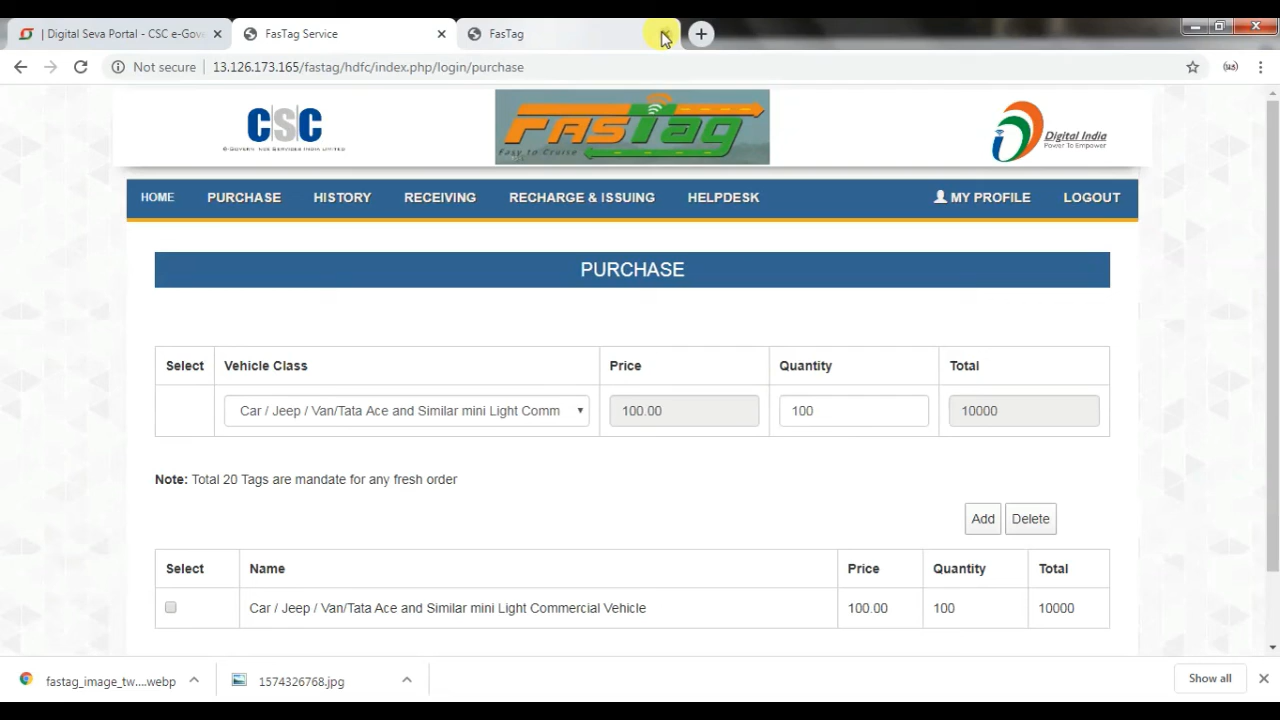 | Digital Seva Portal - CSC e-Gov
FasTag Service
FasTag
Not secure
13.126.173.165/fastag/hdfc/index.php/login/purchase
CSC
FASTag
Easy to Cruise
Digital India
Power To Empower
HOME
PURCHASE
HISTORY
RECEIVING
RECHARGE & ISSUING
HELPDESK
MY PROFILE
LOGOUT
PURCHASE
Select Vehicle Class Price Quantity Total
Car / Jeep / Van/Tata Ace and Similar mini Light Comm 100.00 100 10000
Note: Total 20 Tags are mandate for any fresh order
Add Delete
Select Name Price Quantity Total
Car / Jeep / Van/Tata Ace and Similar mini Light Commercial Vehicle 100.00 100 10000
fastag_image_tw....webp
1574326768.jpg
Show all